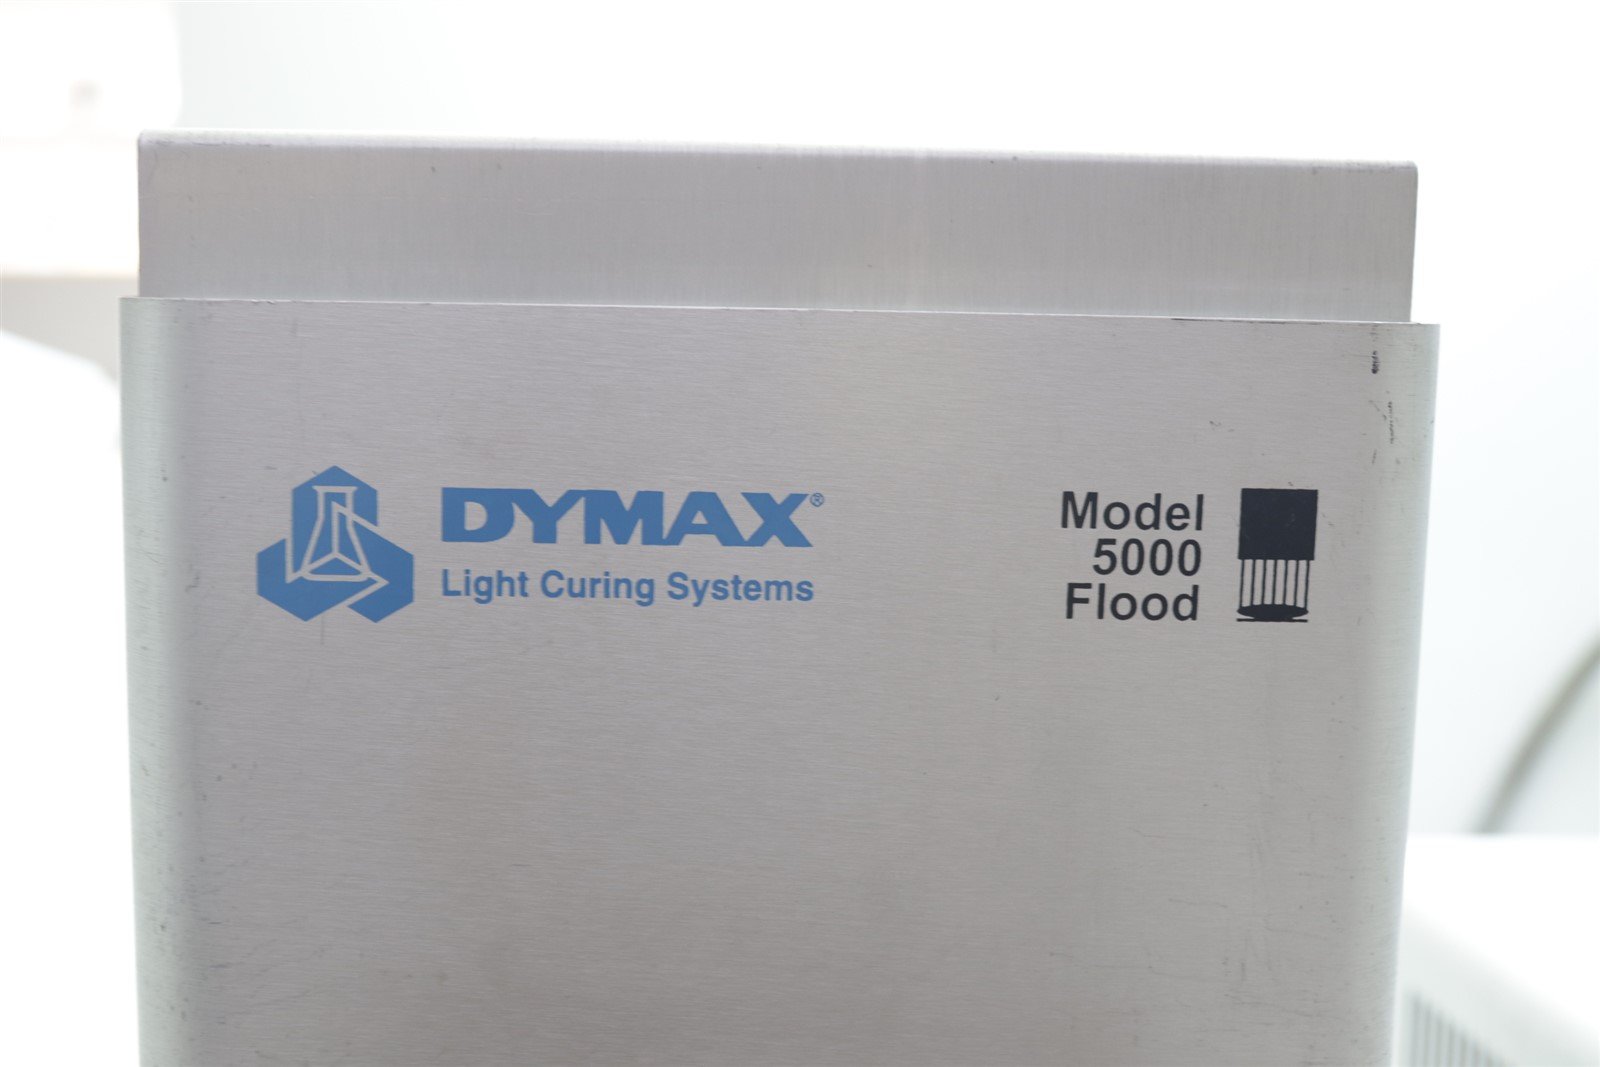 DYMAX®
Light Curing Systems
Model
5000
Flood